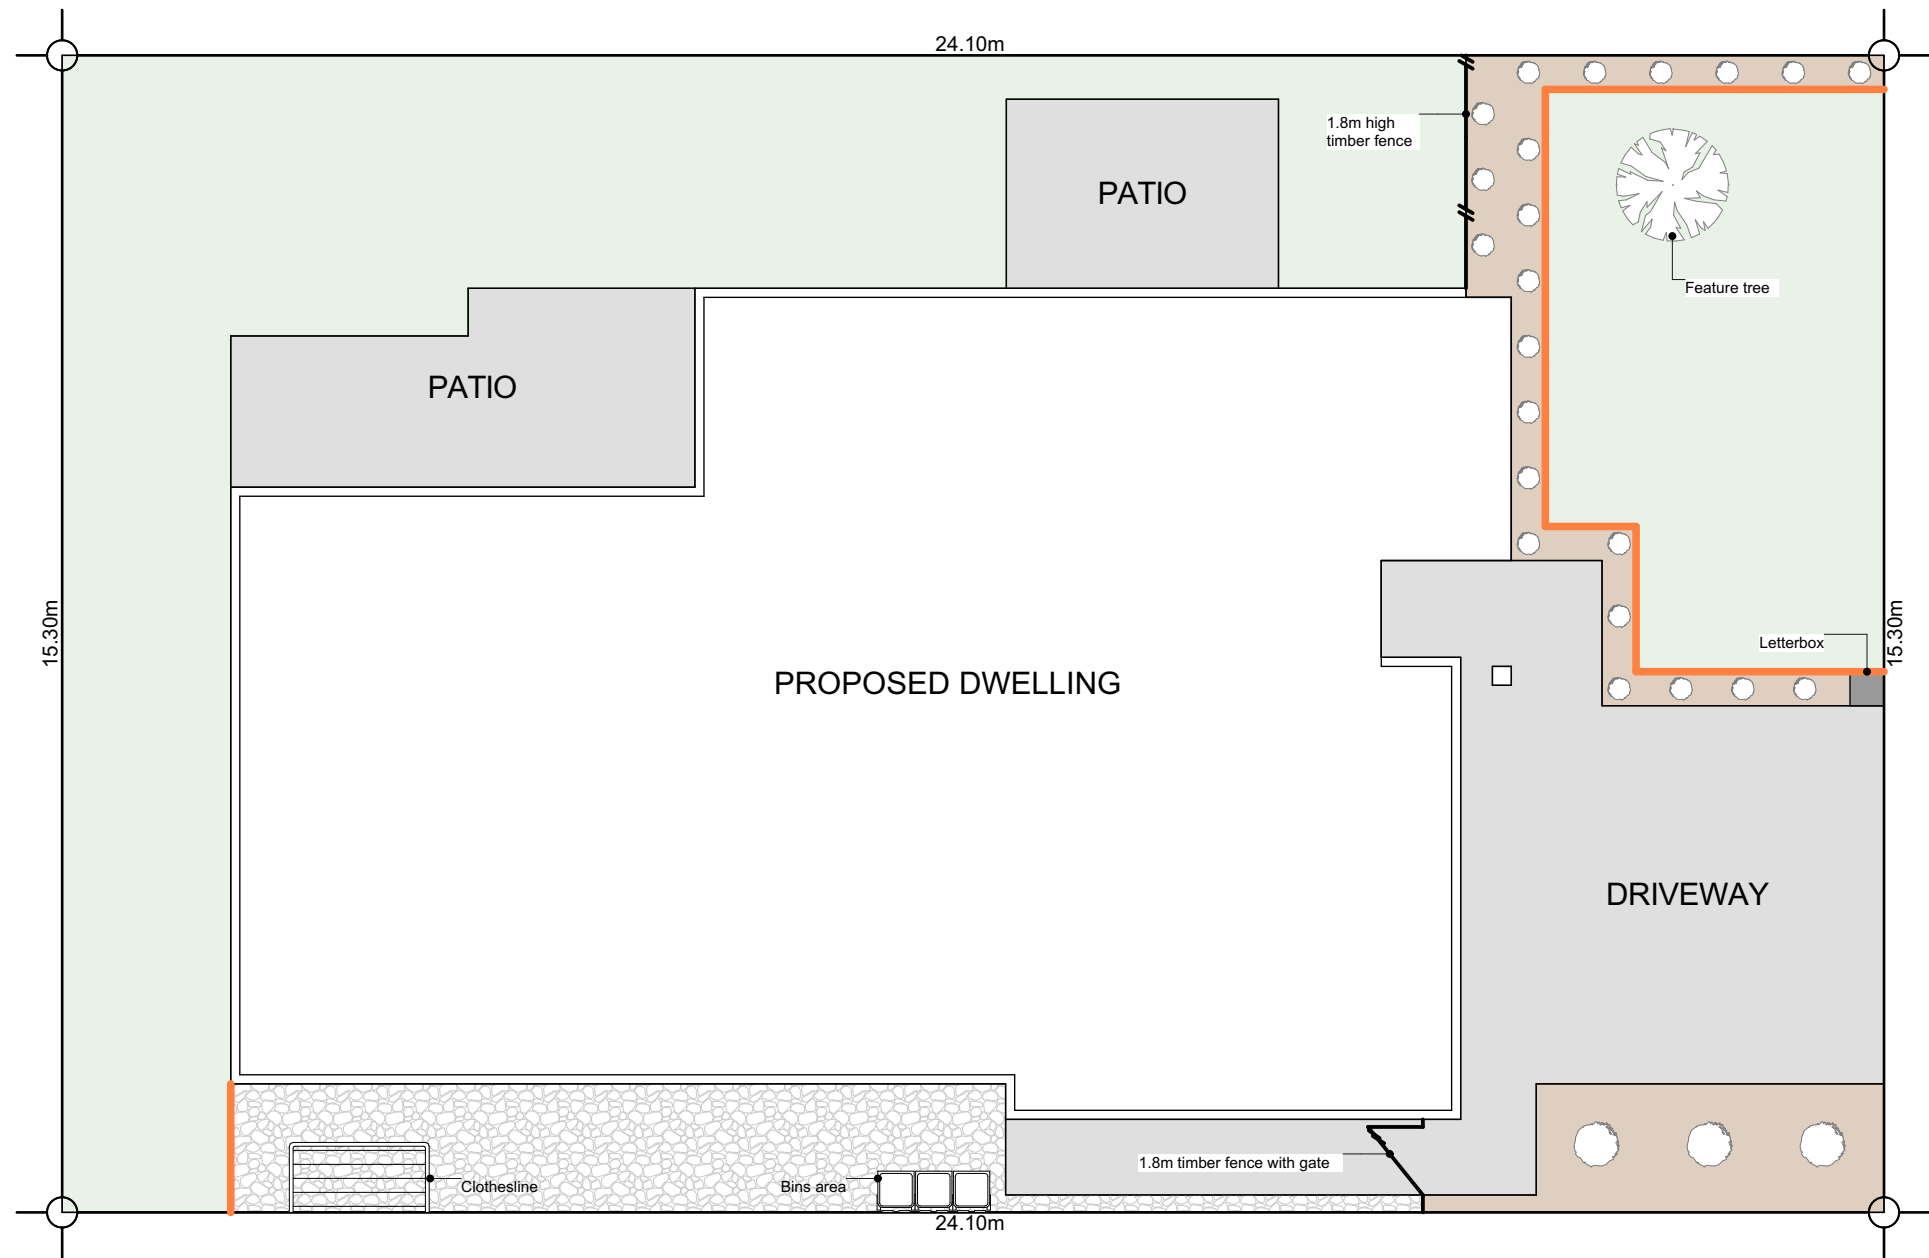 24.10m
1.8m high
timber fence
PATIO
Feature tree
PATIO
15.30m
15.30m
Letterbox
PROPOSED DWELLING
DRIVEWAY
1.8m timber fence with gate
Clothesline
Bins area
24.10m